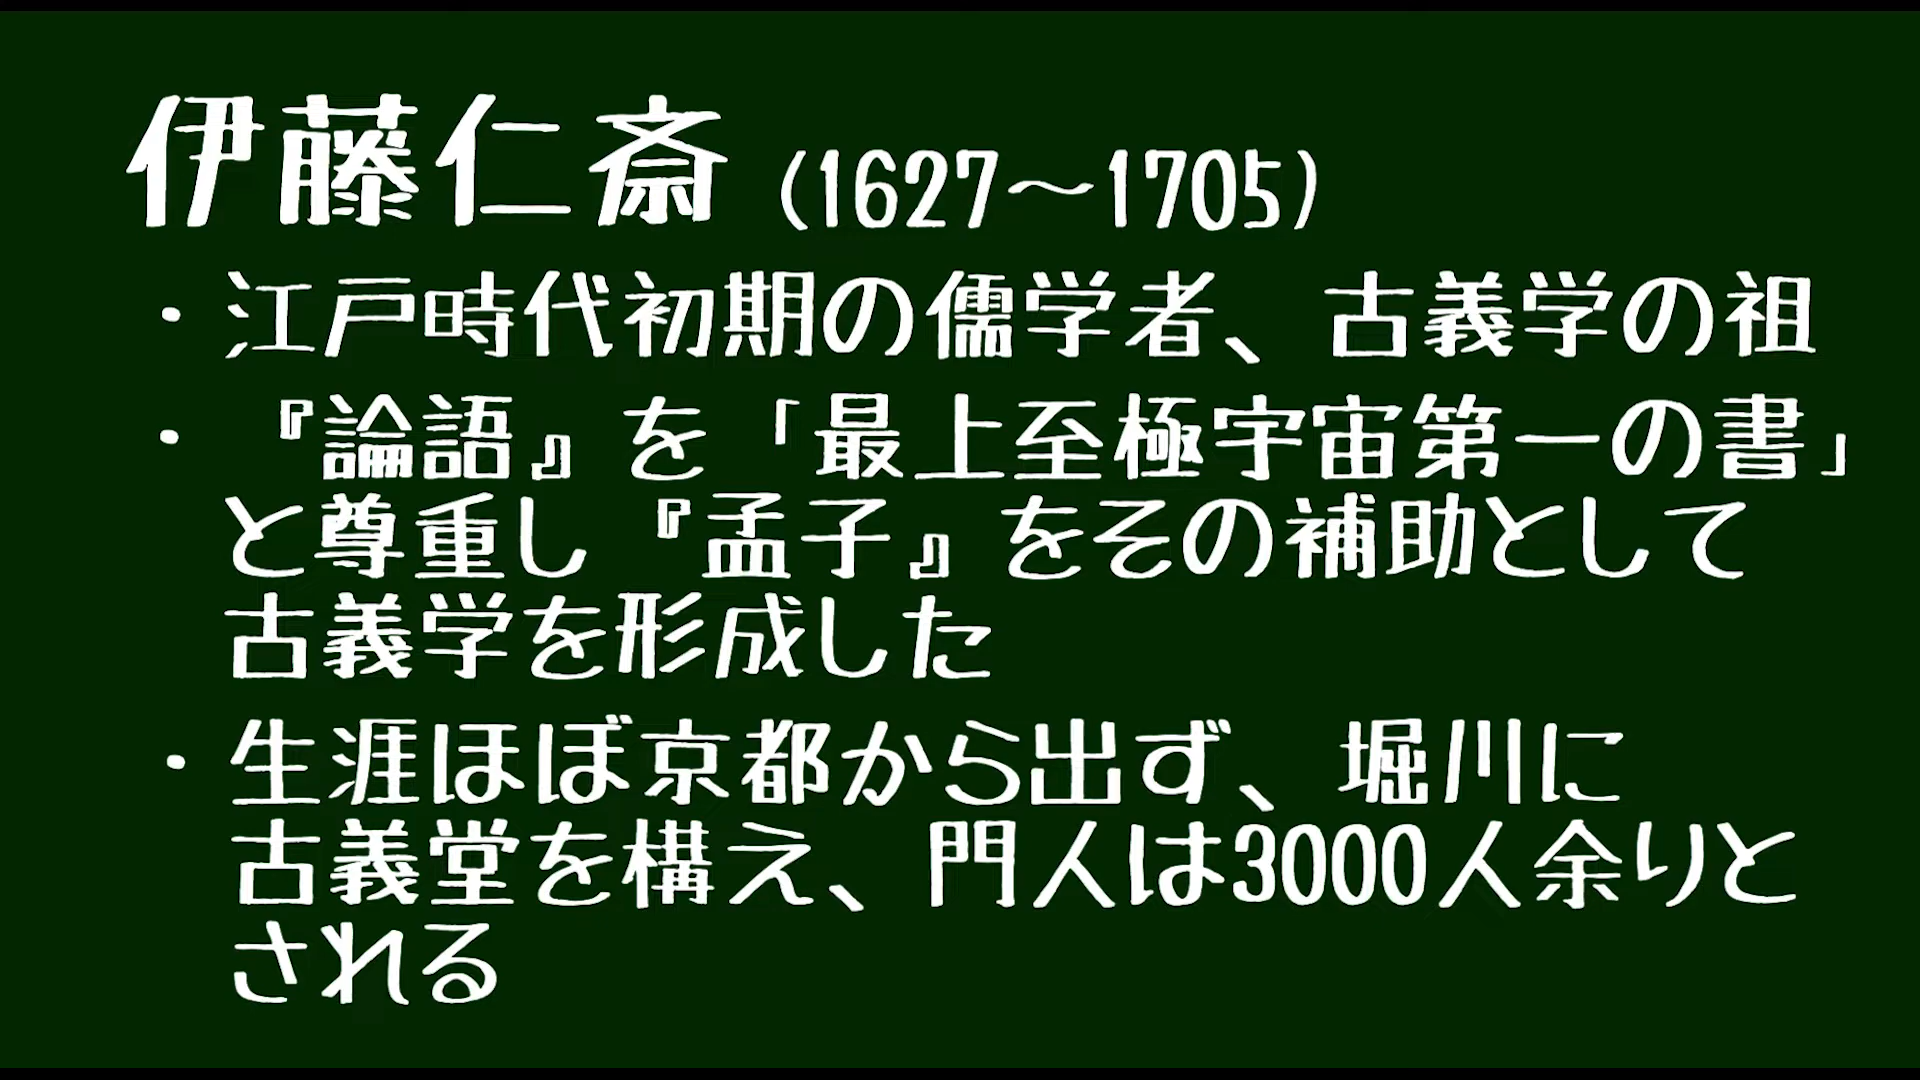 伊藤仁斎（1627～1705）
・江戸時代初期の儒学者、古義学の祖
・『論語』を「最上至極宇宙第一の書」
と尊重し『孟子』をその補助として
古義学を形成した
・生涯ほぼ京都から出ず、堀川に
古義堂を構え、門人は3000人余りと
される